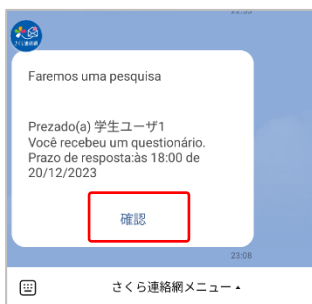 さくら連絡網
Faremos uma pesquisa
Prezado(a) 学生ユーザ1
Você recebeu um questionário.
Prazo de resposta:às 18:00 de
20/12/2023
確認
23:08
さくら連絡網メニュー▲